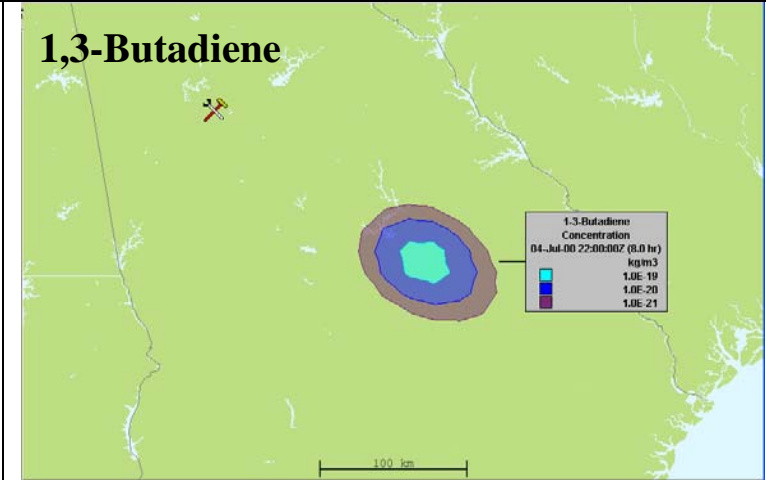 1,3-Butadiene
1-3-Butadiene
Concentration
04-Jul-00 22:00:00Z (8.0 hr)
kg/m3
1.0E-19
1.0E-20
1.0E-21
100 km